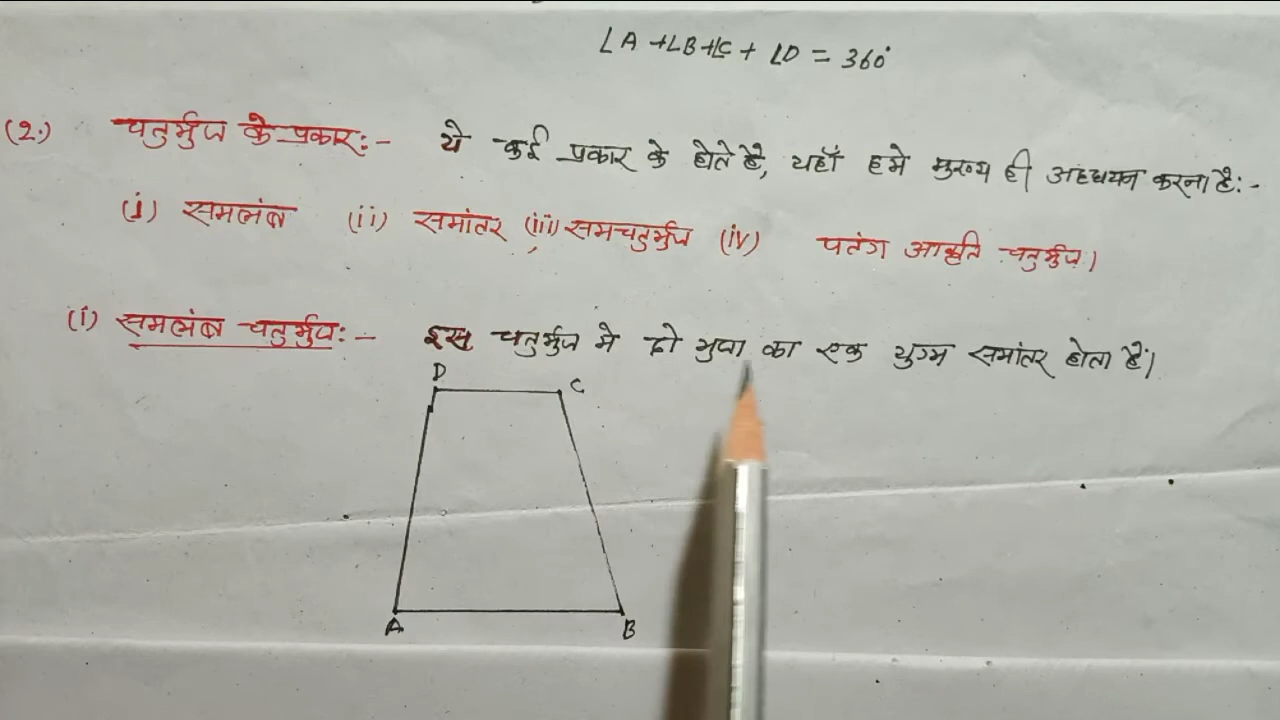 ∠A +∠B+∠C + ∠D = 360°
(2.) चतुर्भुज के प्रकार:- ये कई प्रकार के होते है, यहाँ हमे मुख्य ही अध्ययन करना है:-
(i) समलंब (ii) समांतर, (iii) समचतुर्भुज (iv) पतंग आकृति चतुर्भुज।
(i) समलंब चतुर्भुज:- इस चतुर्भुज मे दो भुजा का एक युग्म समांतर होता है।
D C
A B